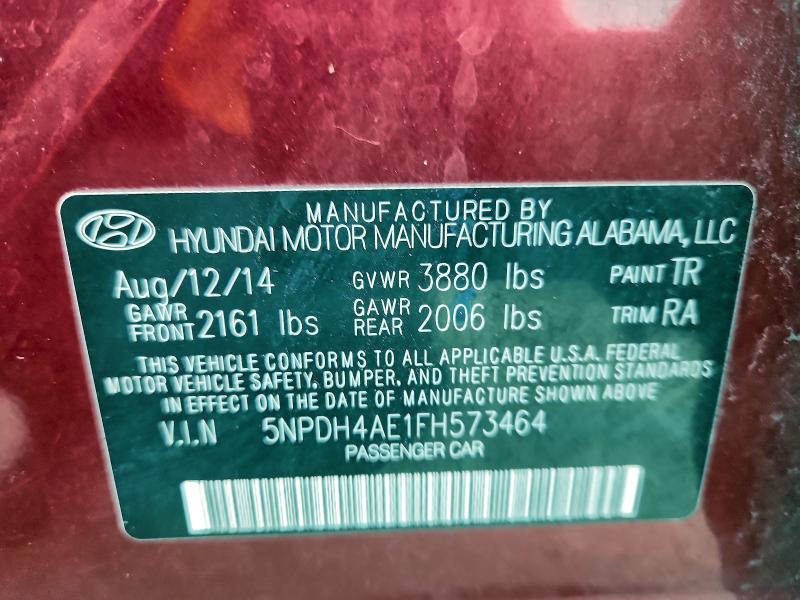 MANUFACTURED BY
HYUNDAI MOTOR MANUFACTURING ALABAMA, LLC
Aug/12/14 GVWR 3880 lbs PAINT TR
GAWR FRONT 2161 lbs GAWR REAR 2006 lbs TRIM RA
THIS VEHICLE CONFORMS TO ALL APPLICABLE U.S.A. FEDERAL
MOTOR VEHICLE SAFETY, BUMPER, AND THEFT PREVENTION STANDARDS
IN EFFECT ON THE DATE OF MANUFACTURE SHOWN ABOVE
V.I.N 5NPDH4AE1FH573464
PASSENGER CAR